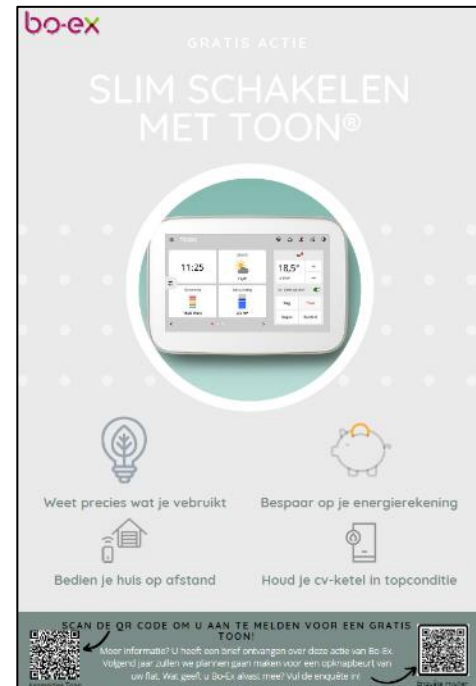 bo-ex
GRATIS ACTIE
SLIM SCHAKELEN
MET TOON®
11:25
18,5°
Weet precies wat je vebruikt
Bespaar op je energierekening
Bedien je huis op afstand
Houd je cv-ketel in topconditie
SCAN DE QR CODE OM U AAN TE MELDEN VOOR EEN GRATIS
TOON!
Meer informatie? U heeft een brief ontvangen over deze actie van Bo-Ex.
Volgend jaar zullen we plannen gaan maken voor een opknapbeurt van
uw flat. Wat geeft u Bo-Ex alvast mee? Vul de enquête in!
Aanmelden Toon